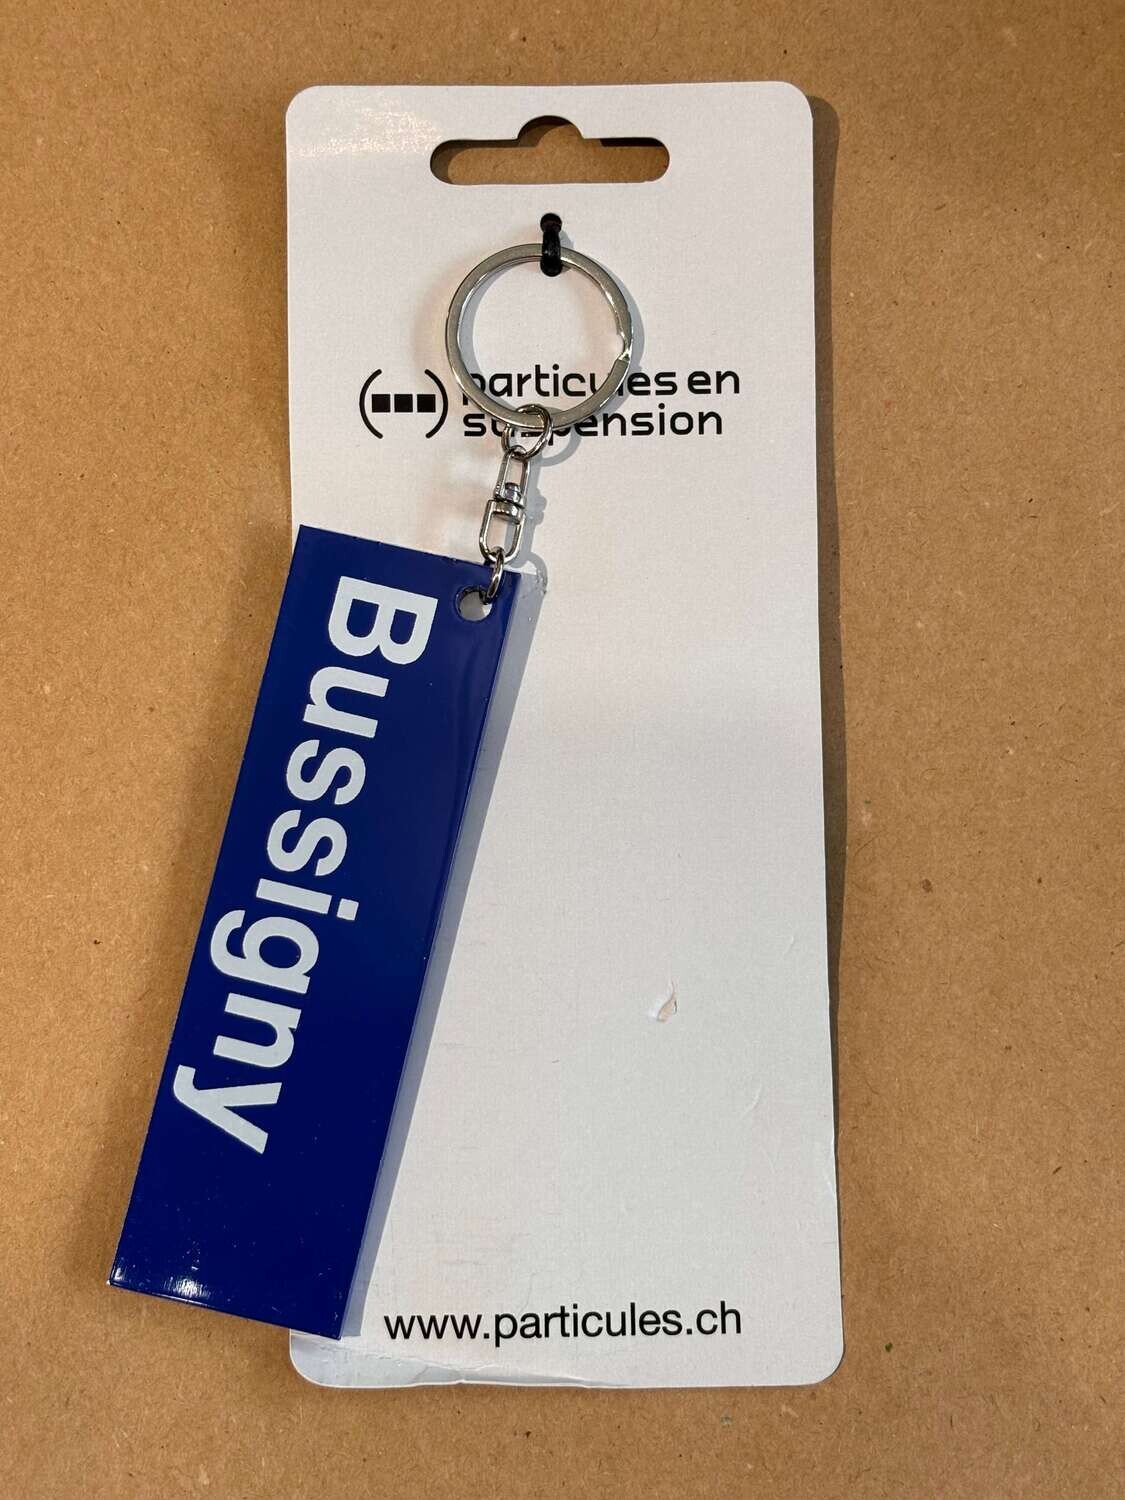 particules en
suspension
Bussigny
www.particules.ch